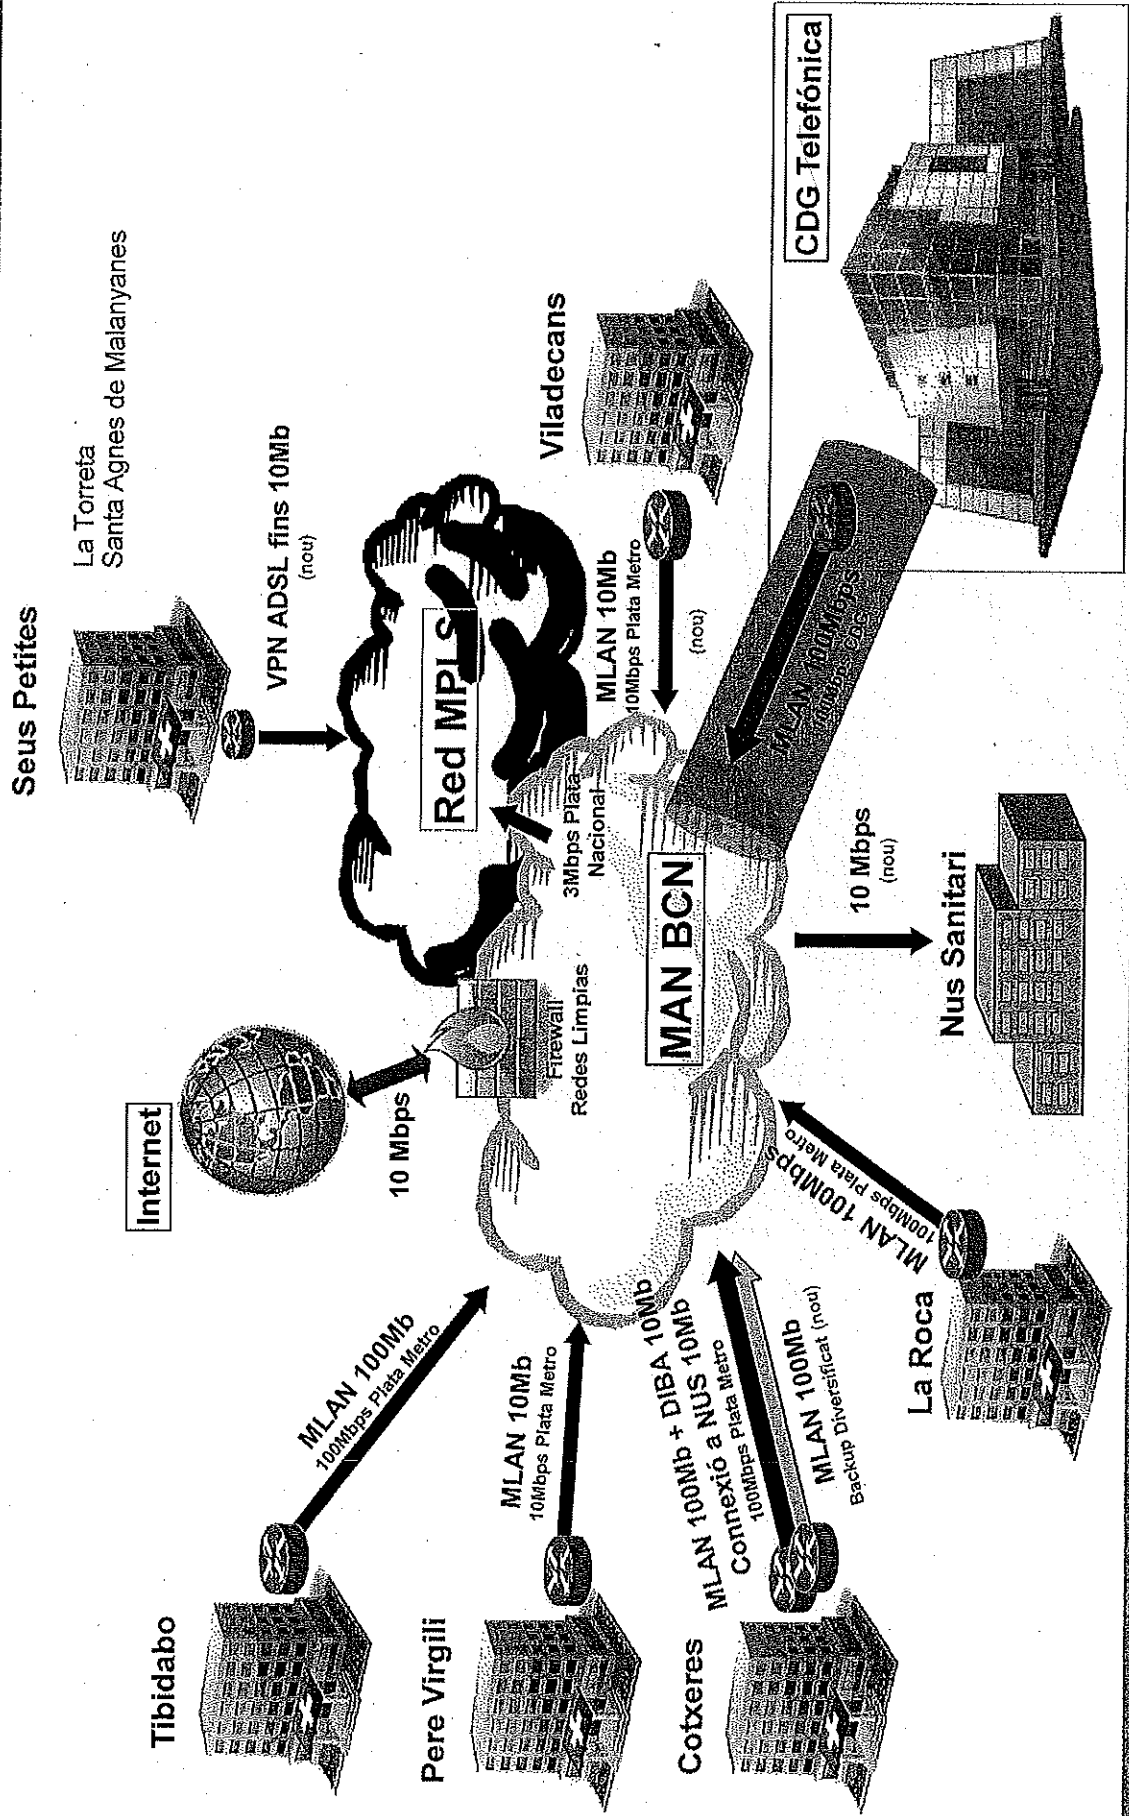 Seus Petites
La Torreta
Santa Agnes de Malanyanes
VPN ADSL fins 10Mb
(nou)
Internet
10 Mbps
Red MPLS
Firewall
Redes Limpias
3Mbps Plata
Nacional
MAN BCN
Tibidabo
MLAN 100Mb
100Mbps Plata Metro
Pere Virgili
MLAN 10Mb
10Mbps Plata Metro
Cotxeres
MLAN 100Mb + DIBA 10Mb
Connexió a NUS 10Mb
100Mbps Plata Metro
MLAN 100Mb
Backup Diversificat (nou)
La Roca
MLAN 100Mbps
100Mbps Plata Metro
Nus Sanitari
10 Mbps
(nou)
Viladecans
MLAN 10Mb
10Mbps Plata Metro
(nou)
CDG Telefónica
MLAN 100Mbps
100Mbps CDG